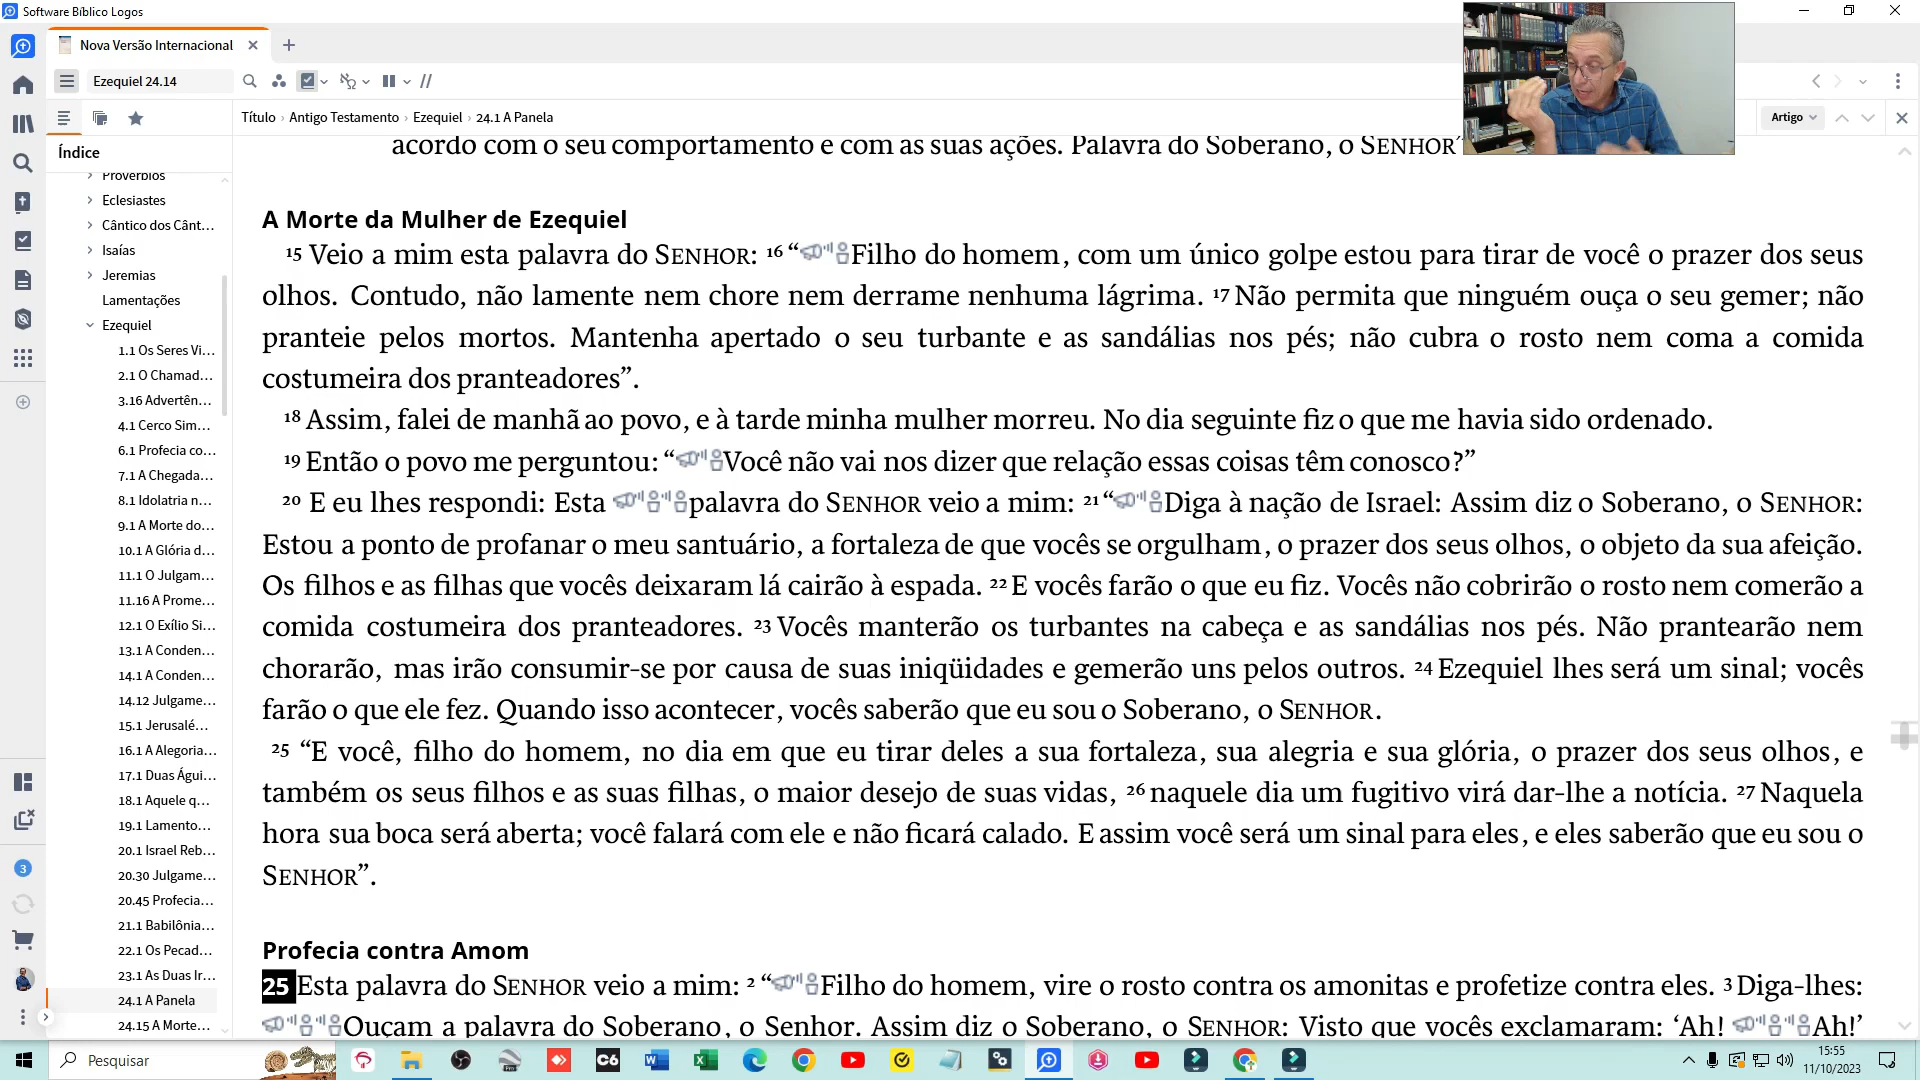 Software Bíblico Logos
Nova Versão Internacional
Ezequiel 24.14
Título › Antigo Testamento › Ezequiel › 24.1 A Panela
Artigo
Índice
Provérbios
Eclesiastes
Cântico dos Cânt...
Isaías
Jeremias
Lamentações
Ezequiel
1.1 Os Seres Vi...
2.1 O Chamad...
3.16 Advertên...
4.1 Cerco Sim...
6.1 Profecia co...
7.1 A Chegada...
8.1 Idolatria n...
9.1 A Morte do...
10.1 A Glória d...
11.1 O Julgam...
11.16 A Prome...
12.1 O Exílio Si...
13.1 A Conden...
14.1 A Conden...
14.12 Julgame...
15.1 Jerusalé...
16.1 A Alegoria...
17.1 Duas Águi...
18.1 Aquele q...
19.1 Lamento...
20.1 Israel Reb...
20.30 Julgame...
20.45 Profecia...
21.1 Babilônia...
22.1 Os Pecad...
23.1 As Duas Ir...
24.1 A Panela
24.15 A Morte...
acordo com o seu comportamento e com as suas ações. Palavra do Soberano, o SENHOR”
A Morte da Mulher de Ezequiel
15 Veio a mim esta palavra do SENHOR: 16 “Filho do homem, com um único golpe estou para tirar de você o prazer dos seus
olhos. Contudo, não lamente nem chore nem derrame nenhuma lágrima. 17 Não permita que ninguém ouça o seu gemer; não
pranteie pelos mortos. Mantenha apertado o seu turbante e as sandálias nos pés; não cubra o rosto nem coma a comida
costumeira dos pranteadores”.
18 Assim, falei de manhã ao povo, e à tarde minha mulher morreu. No dia seguinte fiz o que me havia sido ordenado.
19 Então o povo me perguntou: “Você não vai nos dizer que relação essas coisas têm conosco?”
20 E eu lhes respondi: Esta palavra do SENHOR veio a mim: 21 “Diga à nação de Israel: Assim diz o Soberano, o SENHOR:
Estou a ponto de profanar o meu santuário, a fortaleza de que vocês se orgulham, o prazer dos seus olhos, o objeto da sua afeição.
Os filhos e as filhas que vocês deixaram lá cairão à espada. 22 E vocês farão o que eu fiz. Vocês não cobrirão o rosto nem comerão a
comida costumeira dos pranteadores. 23 Vocês manterão os turbantes na cabeça e as sandálias nos pés. Não prantearão nem
chorarão, mas irão consumir-se por causa de suas iniqüidades e gemerão uns pelos outros. 24 Ezequiel lhes será um sinal; vocês
farão o que ele fez. Quando isso acontecer, vocês saberão que eu sou o Soberano, o SENHOR.
25 “E você, filho do homem, no dia em que eu tirar deles a sua fortaleza, sua alegria e sua glória, o prazer dos seus olhos, e
também os seus filhos e as suas filhas, o maior desejo de suas vidas, 26 naquele dia um fugitivo virá dar-lhe a notícia. 27 Naquela
hora sua boca será aberta; você falará com ele e não ficará calado. E assim você será um sinal para eles, e eles saberão que eu sou o
SENHOR”.
Profecia contra Amom
25 Esta palavra do SENHOR veio a mim: 2 “Filho do homem, vire o rosto contra os amonitas e profetize contra eles. 3 Diga-lhes:
Ouçam a palavra do Soberano, o Senhor. Assim diz o Soberano, o SENHOR: Visto que vocês exclamaram: ‘Ah! Ah!’
3
Pesquisar
C6
15:55
11/10/2023